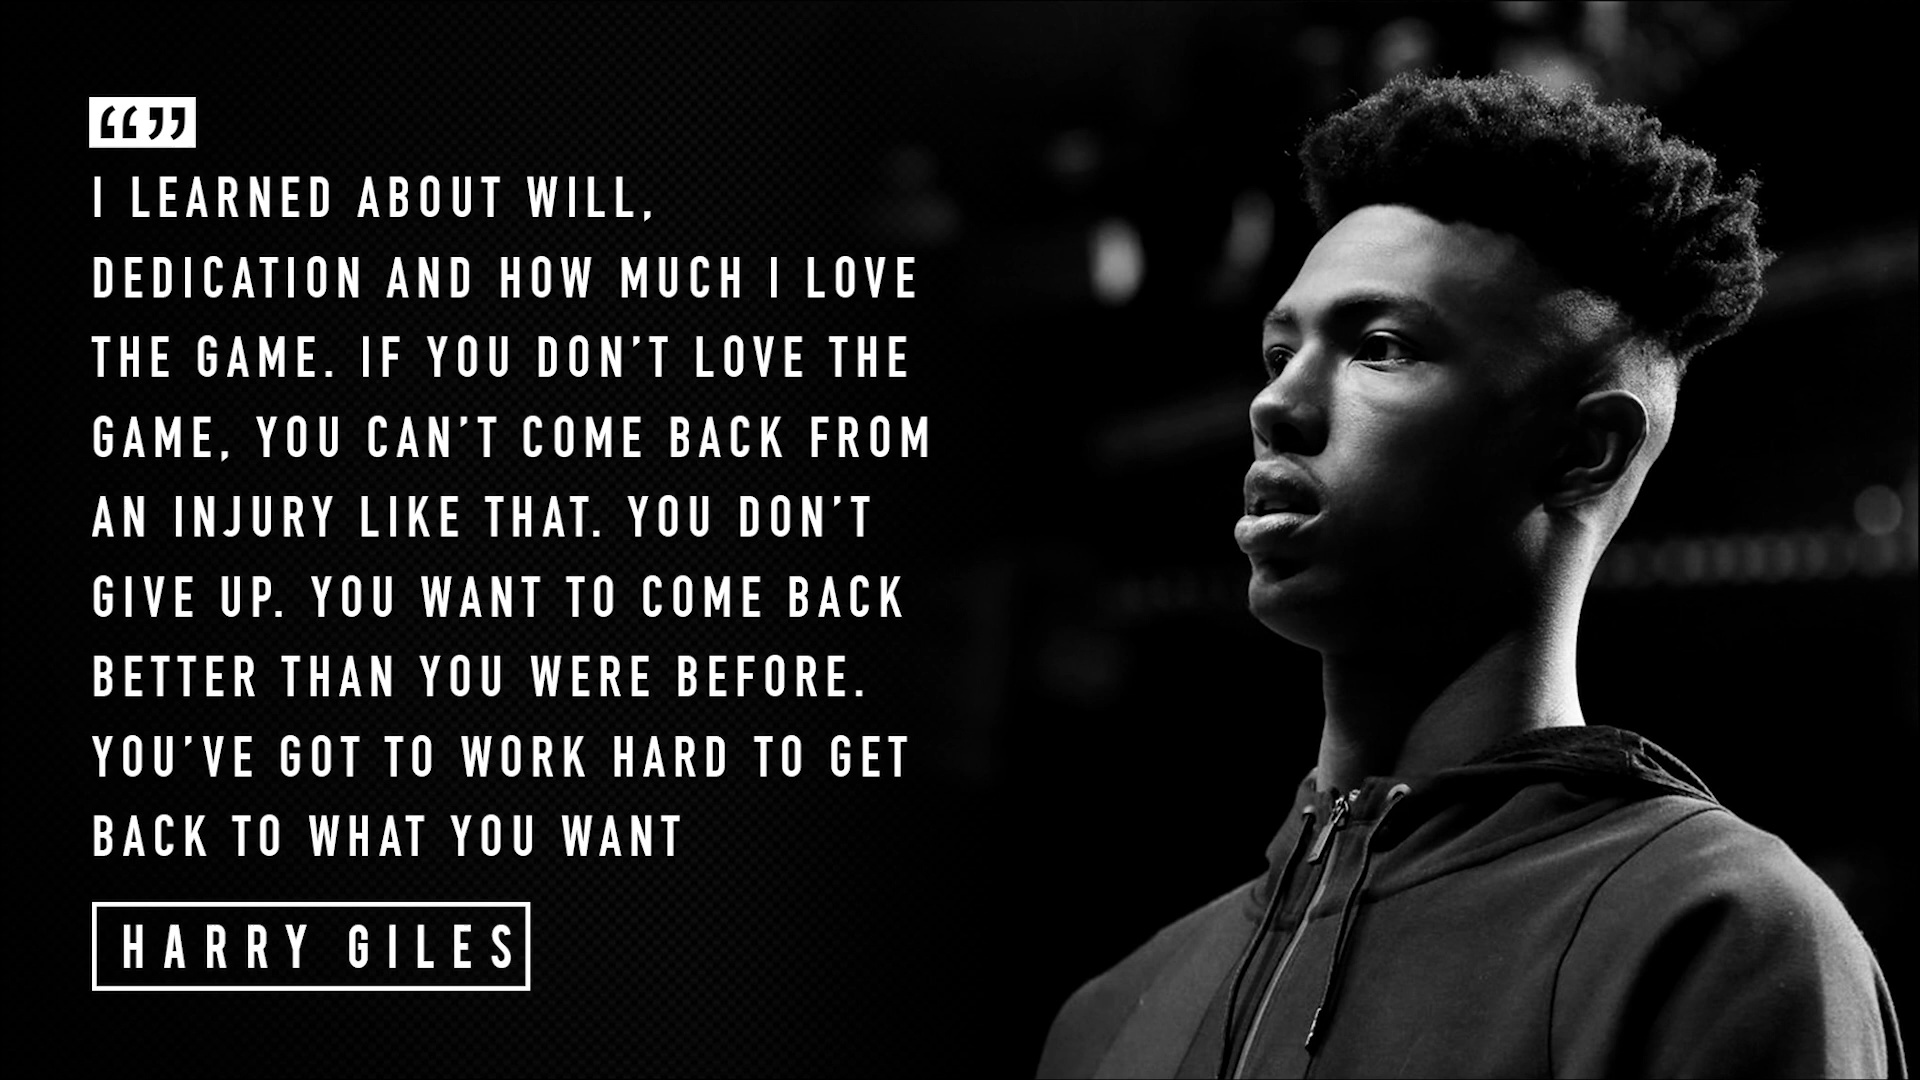 “”
I LEARNED ABOUT WILL,
DEDICATION AND HOW MUCH I LOVE
THE GAME. IF YOU DON’T LOVE THE
GAME, YOU CAN’T COME BACK FROM
AN INJURY LIKE THAT. YOU DON’T
GIVE UP. YOU WANT TO COME BACK
BETTER THAN YOU WERE BEFORE.
YOU’VE GOT TO WORK HARD TO GET
BACK TO WHAT YOU WANT
HARRY GILES